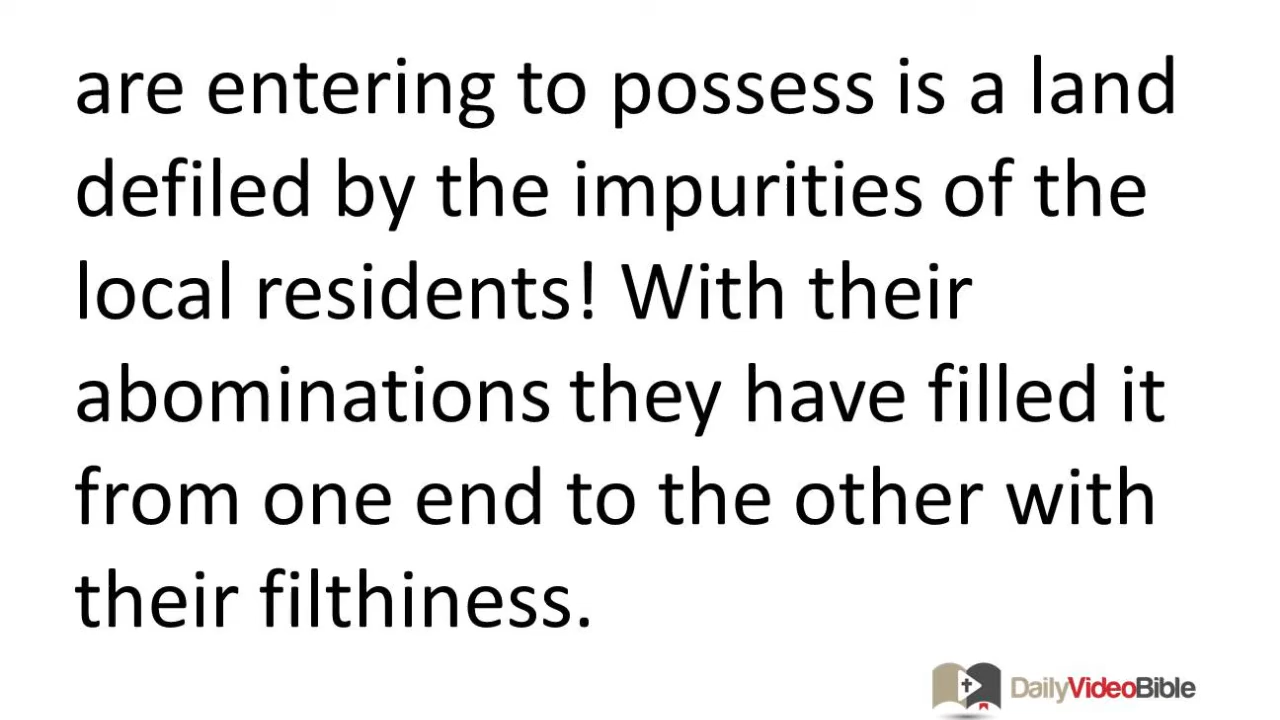 are entering to possess is a land
defiled by the impurities of the
local residents! With their
abominations they have filled it
from one end to the other with
their filthiness.
DailyVideoBible